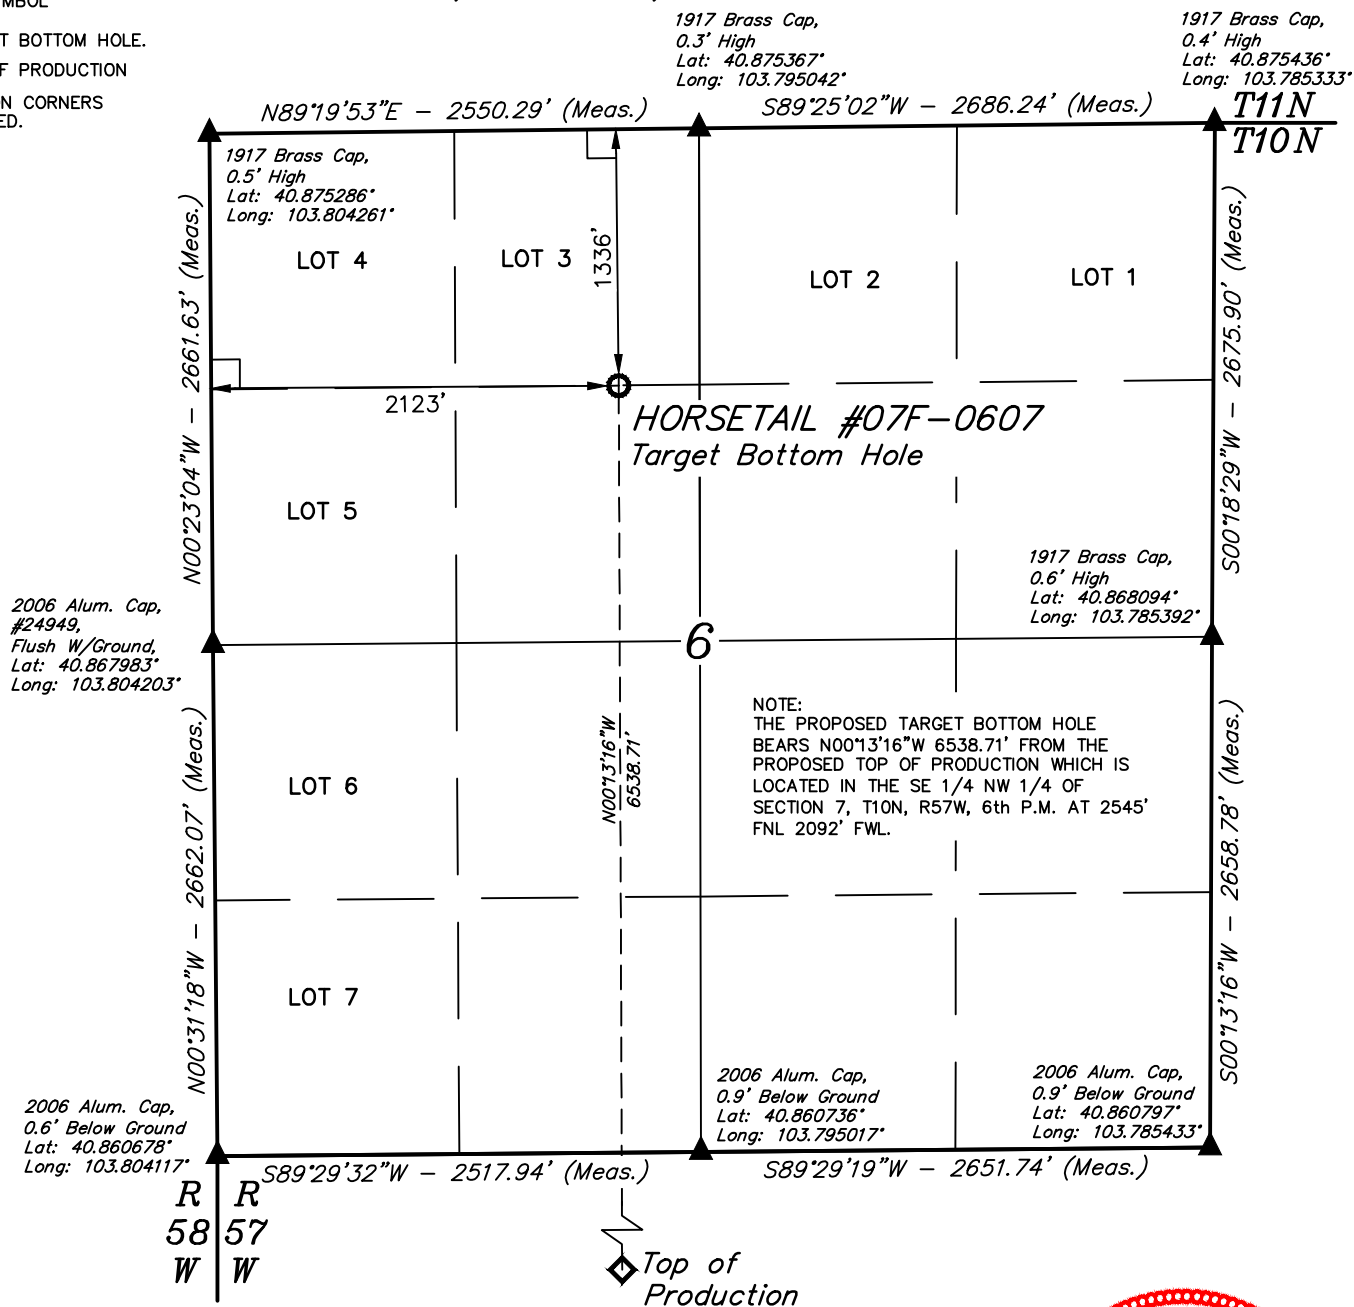 T BOTTOM HOLE.
F PRODUCTION
N CORNERS
ED.
1917 Brass Cap,
0.3' High
Lat: 40.875367°
Long: 103.795042°
1917 Brass Cap,
0.4' High
Lat: 40.875436°
Long: 103.785333°
N89°19'53"E - 2550.29' (Meas.)
S89°25'02"W - 2686.24' (Meas.)
T11N
T10N
1917 Brass Cap,
0.5' High
Lat: 40.875286°
Long: 103.804261°
N00°23'04"W - 2661.63' (Meas.)
LOT 4
LOT 3
1336'
LOT 2
LOT 1
S00°18'29"W - 2675.90' (Meas.)
2123'
HORSETAIL #07F-0607
Target Bottom Hole
LOT 5
1917 Brass Cap,
0.6' High
Lat: 40.868094°
Long: 103.785392°
2006 Alum. Cap,
#24949,
Flush W/Ground,
Lat: 40.867983°
Long: 103.804203°
6
N00°31'18"W - 2662.07' (Meas.)
LOT 6
N00°13'16"W
6538.71'
NOTE:
THE PROPOSED TARGET BOTTOM HOLE
BEARS N00°13'16"W 6538.71' FROM THE
PROPOSED TOP OF PRODUCTION WHICH IS
LOCATED IN THE SE 1/4 NW 1/4 OF
SECTION 7, T10N, R57W, 6th P.M. AT 2545'
FNL 2092' FWL.
S00°13'16"W - 2658.78' (Meas.)
LOT 7
2006 Alum. Cap,
0.6' Below Ground
Lat: 40.860678°
Long: 103.804117°
2006 Alum. Cap,
0.9' Below Ground
Lat: 40.860736°
Long: 103.795017°
2006 Alum. Cap,
0.9' Below Ground
Lat: 40.860797°
Long: 103.785433°
S89°29'32"W - 2517.94' (Meas.)
S89°29'19"W - 2651.74' (Meas.)
R R
58 57
W W
Top of
Production